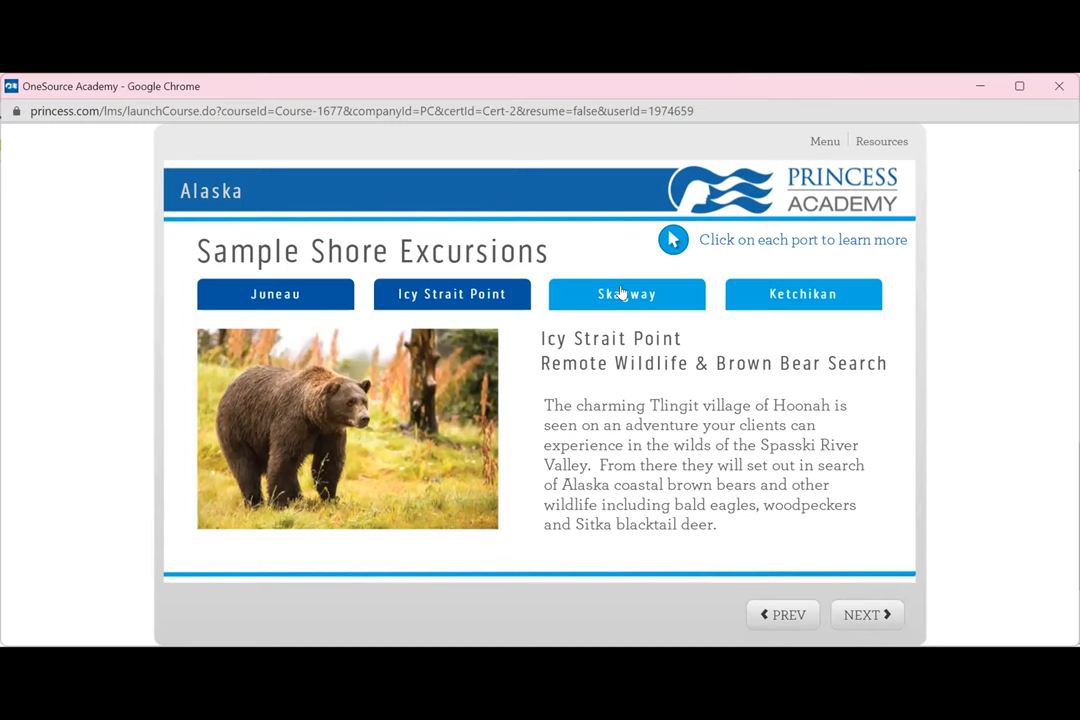 OneSource Academy - Google Chrome
princess.com/lms/launchCourse.do?courseId=Course-1677&companyId=PC&certId=Cert-2&resume=false&userId=1974659
Menu Resources
Alaska
PRINCESS
ACADEMY
Click on each port to learn more
Sample Shore Excursions
Juneau Icy Strait Point Skagway Ketchikan
Icy Strait Point
Remote Wildlife & Brown Bear Search
The charming Tlingit village of Hoonah is
seen on an adventure your clients can
experience in the wilds of the Spasski River
Valley. From there they will set out in search
of Alaska coastal brown bears and other
wildlife including bald eagles, woodpeckers
and Sitka blacktail deer.
PREV NEXT